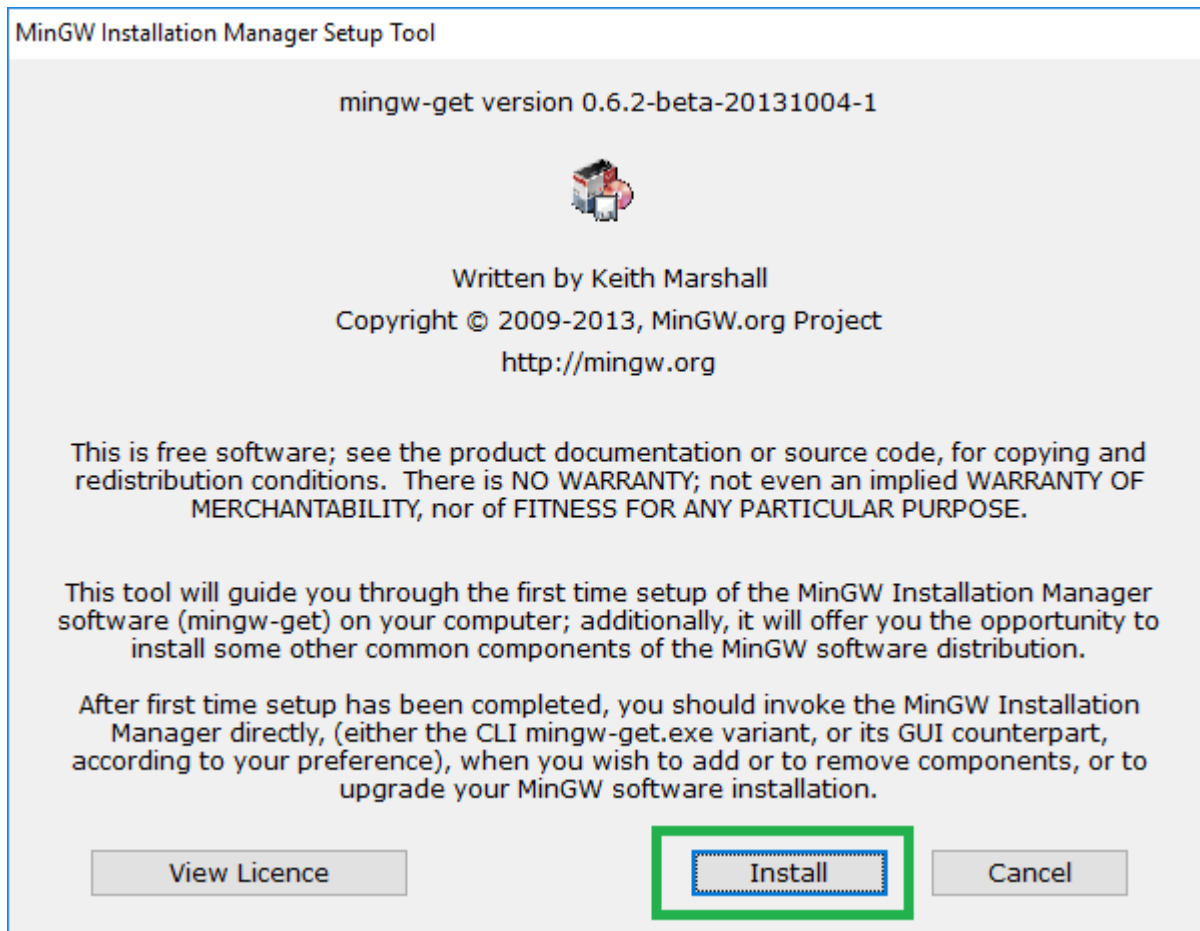 MinGW Installation Manager Setup Tool
mingw-get version 0.6.2-beta-20131004-1
Written by Keith Marshall
Copyright © 2009-2013, MinGW.org Project
http://mingw.org
This is free software; see the product documentation or source code, for copying and
redistribution conditions.  There is NO WARRANTY; not even an implied WARRANTY OF
MERCHANTABILITY, nor of FITNESS FOR ANY PARTICULAR PURPOSE.
This tool will guide you through the first time setup of the MinGW Installation Manager
software (mingw-get) on your computer; additionally, it will offer you the opportunity to
install some other common components of the MinGW software distribution.
After first time setup has been completed, you should invoke the MinGW Installation
Manager directly, (either the CLI mingw-get.exe variant, or its GUI counterpart,
according to your preference), when you wish to add or to remove components, or to
upgrade your MinGW software installation.
View Licence
Install
Cancel